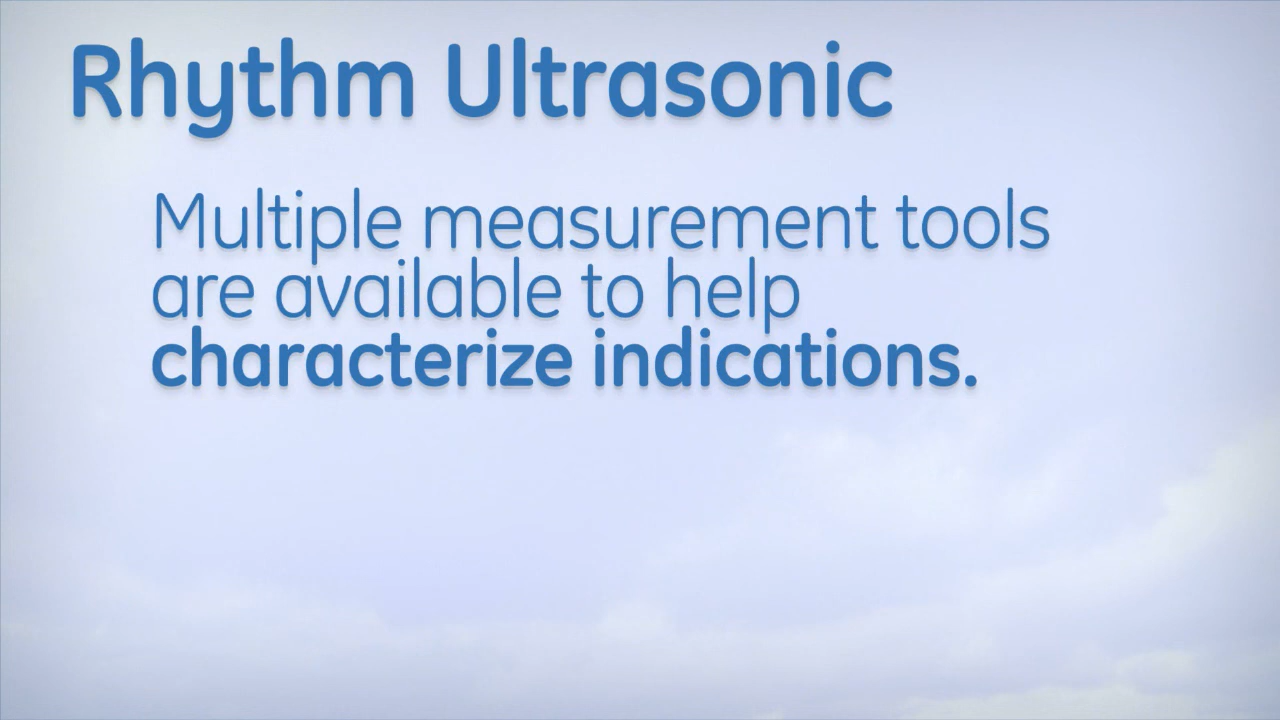 Rhythm Ultrasonic
Multiple measurement tools
are available to help
characterize indications.